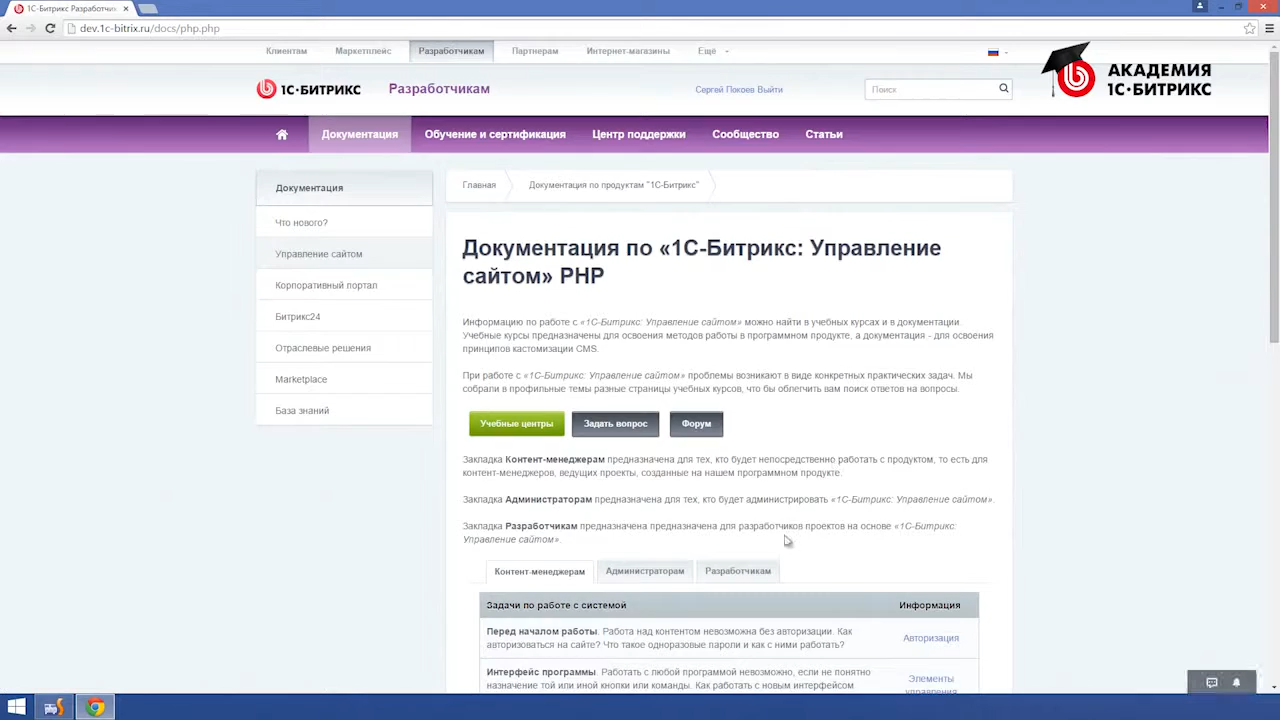 1С-Битрикс Разработчик
dev.1c-bitrix.ru/docs/php.php
Клиентам
Маркетплейс
Разработчикам
Партнерам
Интернет-магазины
Ещё
1С·БИТРИКС
Разработчикам
Сергей Покоев Выйти
Поиск
АКАДЕМИЯ
1С·БИТРИКС
Документация
Обучение и сертификация
Центр поддержки
Сообщество
Статьи
Документация
Что нового?
Управление сайтом
Корпоративный портал
Битрикс24
Отраслевые решения
Marketplace
База знаний
Главная
Документация по продуктам "1С-Битрикс"
Документация по «1С-Битрикс: Управление
сайтом» PHP
Информацию по работе с «1С-Битрикс: Управление сайтом» можно найти в учебных курсах и в документации.
Учебные курсы предназначены для освоения методов работы в программном продукте, а документация - для освоения
принципов кастомизации CMS.
При работе с «1С-Битрикс: Управление сайтом» проблемы возникают в виде конкретных практических задач. Мы
собрали в профильные темы разные страницы учебных курсов, что бы облегчить вам поиск ответов на вопросы.
Учебные центры
Задать вопрос
Форум
Закладка Контент-менеджерам предназначена для тех, кто будет непосредственно работать с продуктом, то есть для
контент-менеджеров, ведущих проекты, созданные на нашем программном продукте.
Закладка Администраторам предназначена для тех, кто будет администрировать «1С-Битрикс: Управление сайтом».
Закладка Разработчикам предназначена предназначена для разработчиков проектов на основе «1С-Битрикс:
Управление сайтом».
Контент-менеджерам
Администраторам
Разработчикам
Задачи по работе с системой
Информация
Перед началом работы. Работа над контентом невозможна без авторизации. Как
авторизоваться на сайте? Что такое одноразовые пароли и как с ними работать?
Авторизация
Интерфейс программы. Работать с любой программой невозможно, если не понятно
назначение той или иной кнопки или команды. Как работать с новым интерфейсом
Элементы
управления